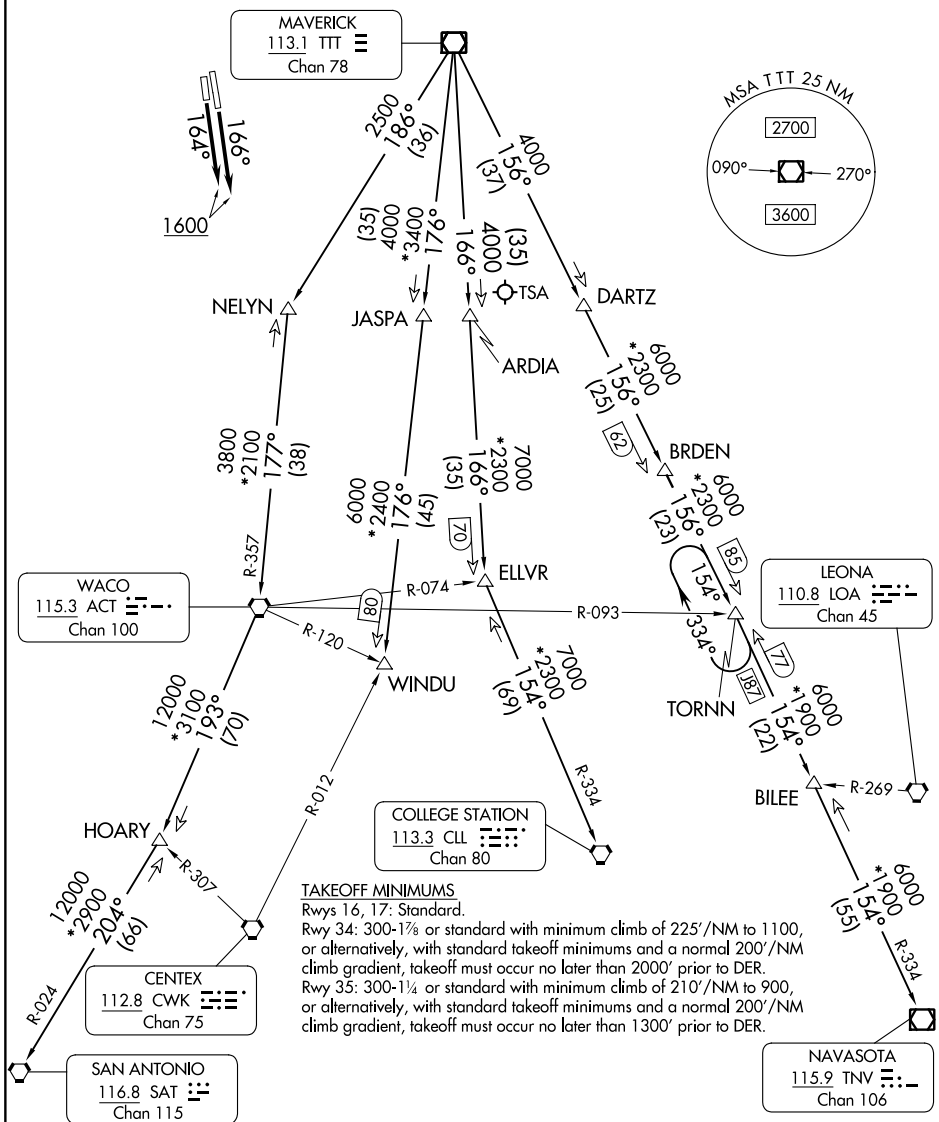 MAVERICK
113.1 TTT
Chan 78
MSA TTT 25 NM
2700
090°
270°
3600
164°
166°
1600
2500
186°
(36)
(35)
4000
*3400
176°
(35)
4000
166°
4000
156°
(37)
TSA
NELYN
JASPA
ARDIA
DARTZ
6000
*2300
156°
(25)
62
BRDEN
3800
*2100
177°
(38)
6000
*2400
176°
(45)
7000
*2300
166°
(35)
70
6000
*2300
156°
(23)
85
154°
334°
R-357
WACO
115.3 ACT
Chan 100
R-074
ELLVR
R-093
R-120
80
WINDU
LEONA
110.8 LOA
Chan 45
TORNN
J87
77
6000
*1900
154°
(22)
7000
*2300
154°
(69)
R-334
12000
*3100
193°
(70)
R-012
BILEE
R-269
HOARY
R-307
COLLEGE STATION
113.3 CLL
Chan 80
6000
*1900
154°
(55)
R-334
12000
*2900
204°
(66)
R-024
CENTEX
112.8 CWK
Chan 75
SAN ANTONIO
116.8 SAT
Chan 115
TAKEOFF MINIMUMS
Rwys 16, 17: Standard.
Rwy 34: 300-1⅞ or standard with minimum climb of 225'/NM to 1100,
or alternatively, with standard takeoff minimums and a normal 200'/NM
climb gradient, takeoff must occur no later than 2000' prior to DER.
Rwy 35: 300-1¼ or standard with minimum climb of 210'/NM to 900,
or alternatively, with standard takeoff minimums and a normal 200'/NM
climb gradient, takeoff must occur no later than 1300' prior to DER.
NAVASOTA
115.9 TNV
Chan 106